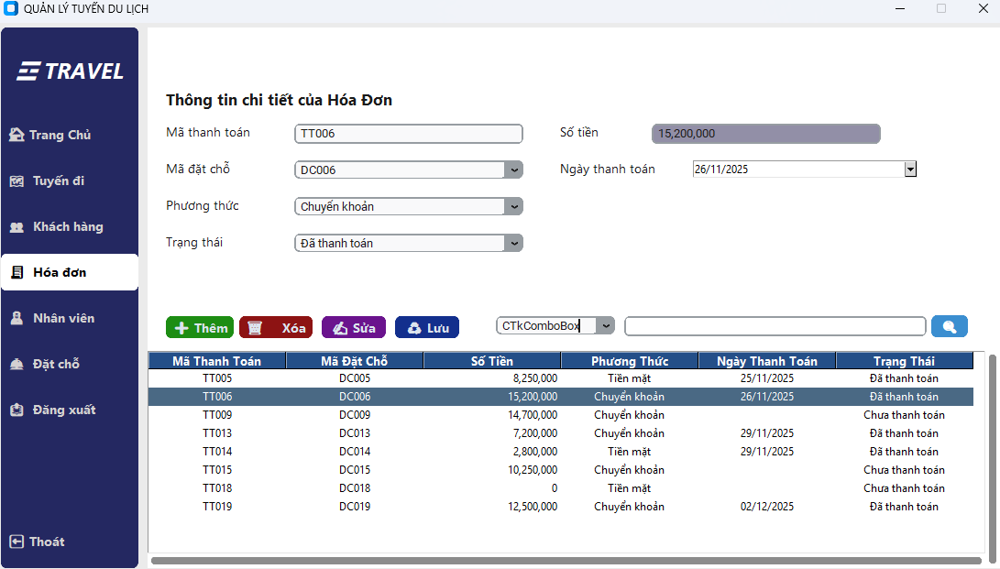 QUẢN LÝ TUYẾN DU LỊCH
TRAVEL
Trang Chủ
Tuyến đi
Khách hàng
Hóa đơn
Nhân viên
Đặt chỗ
Đăng xuất
Thoát
Thông tin chi tiết của Hóa Đơn
Mã thanh toán TT006 Số tiền 15,200,000
Mã đặt chỗ DC006 Ngày thanh toán 26/11/2025
Phương thức Chuyển khoản
Trạng thái Đã thanh toán
Thêm Xóa Sửa Lưu CTkComboBox
Mã Thanh Toán Mã Đặt Chỗ Số Tiền Phương Thức Ngày Thanh Toán Trạng Thái
TT005 DC005 8,250,000 Tiền mặt 25/11/2025 Đã thanh toán
TT006 DC006 15,200,000 Chuyển khoản 26/11/2025 Đã thanh toán
TT009 DC009 14,700,000 Chuyển khoản Chưa thanh toán
TT013 DC013 7,200,000 Chuyển khoản 29/11/2025 Đã thanh toán
TT014 DC014 2,800,000 Tiền mặt 29/11/2025 Đã thanh toán
TT015 DC015 10,250,000 Chuyển khoản Chưa thanh toán
TT018 DC018 0 Tiền mặt Chưa thanh toán
TT019 DC019 12,500,000 Chuyển khoản 02/12/2025 Đã thanh toán